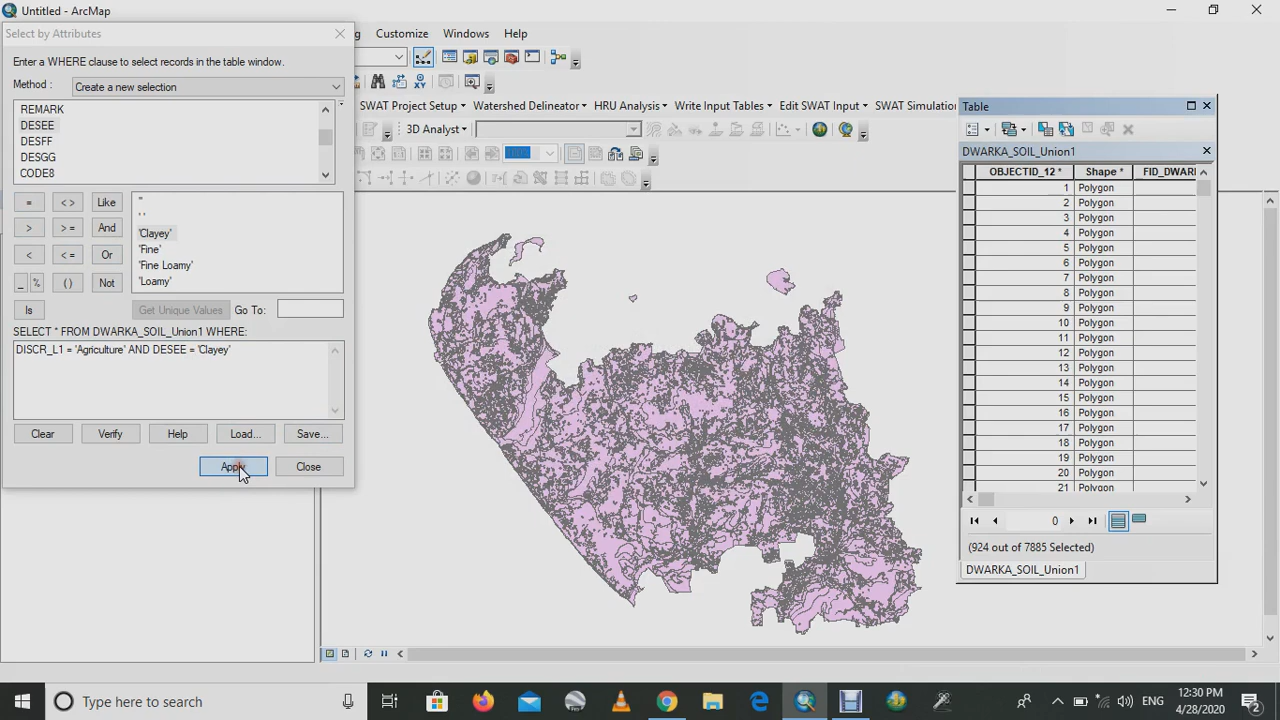 Untitled - ArcMap
Select by Attributes
Customize Windows Help
Enter a WHERE clause to select records in the table window.
Method : Create a new selection
REMARK
DESEE
DESFF
DESGG
CODE8
SWAT Project Setup Watershed Delineator HRU Analysis Write Input Tables Edit SWAT Input SWAT Simulation
3D Analyst
= < > Like
> > = And
< < = Or
_ % ( ) Not
Is
''
' '
'Clayey'
'Fine'
'Fine Loamy'
'Loamy'
Get Unique Values Go To:
SELECT * FROM DWARKA_SOIL_Union1 WHERE:
DISCR_L1 = 'Agriculture' AND DESEE = 'Clayey'
Clear Verify Help Load... Save...
Apply Close
Table
DWARKA_SOIL_Union1
OBJECTID_12 * Shape * FID_DWARI
1 Polygon
2 Polygon
3 Polygon
4 Polygon
5 Polygon
6 Polygon
7 Polygon
8 Polygon
9 Polygon
10 Polygon
11 Polygon
12 Polygon
13 Polygon
14 Polygon
15 Polygon
16 Polygon
17 Polygon
18 Polygon
19 Polygon
20 Polygon
21 Polygon
0
(924 out of 7885 Selected)
DWARKA_SOIL_Union1
Type here to search
ENG
12:30 PM
4/28/2020
2